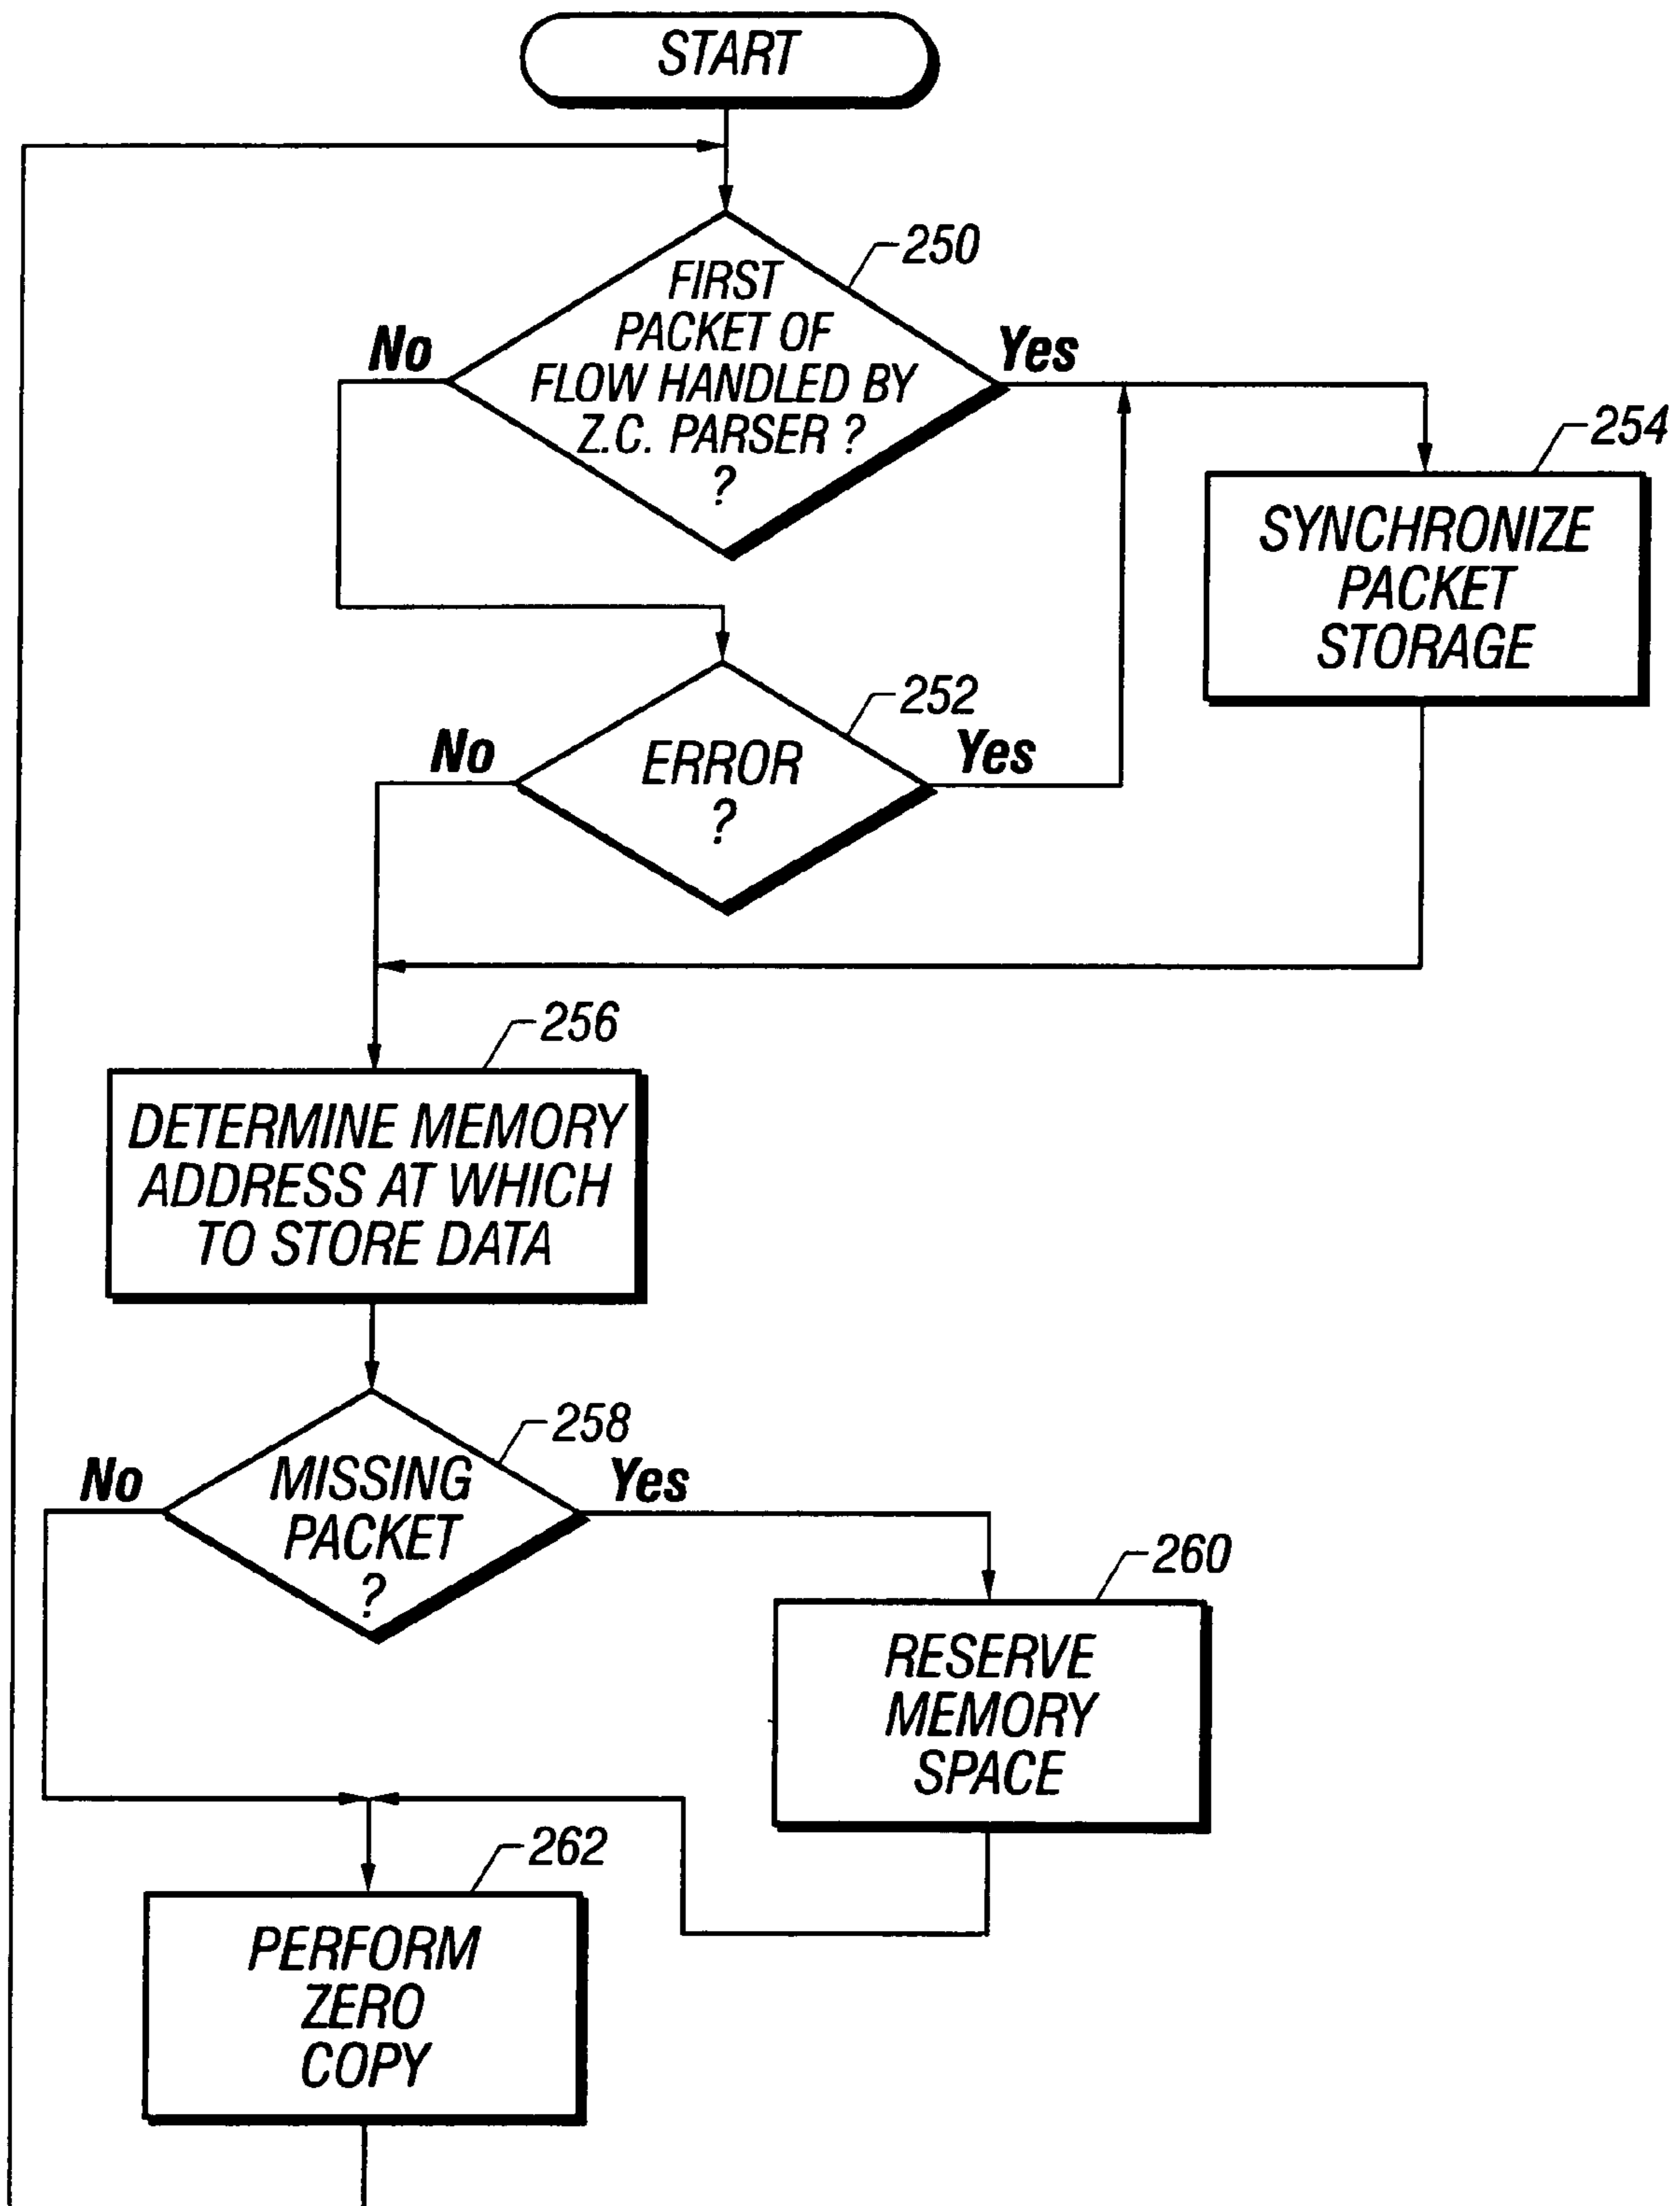 START
250
FIRST
PACKET OF
FLOW HANDLED BY
Z.C. PARSER ?
?
No
Yes
254
SYNCHRONIZE
PACKET
STORAGE
252
ERROR
?
No
Yes
256
DETERMINE MEMORY
ADDRESS AT WHICH
TO STORE DATA
258
MISSING
PACKET
?
No
Yes
260
RESERVE
MEMORY
SPACE
262
PERFORM
ZERO
COPY